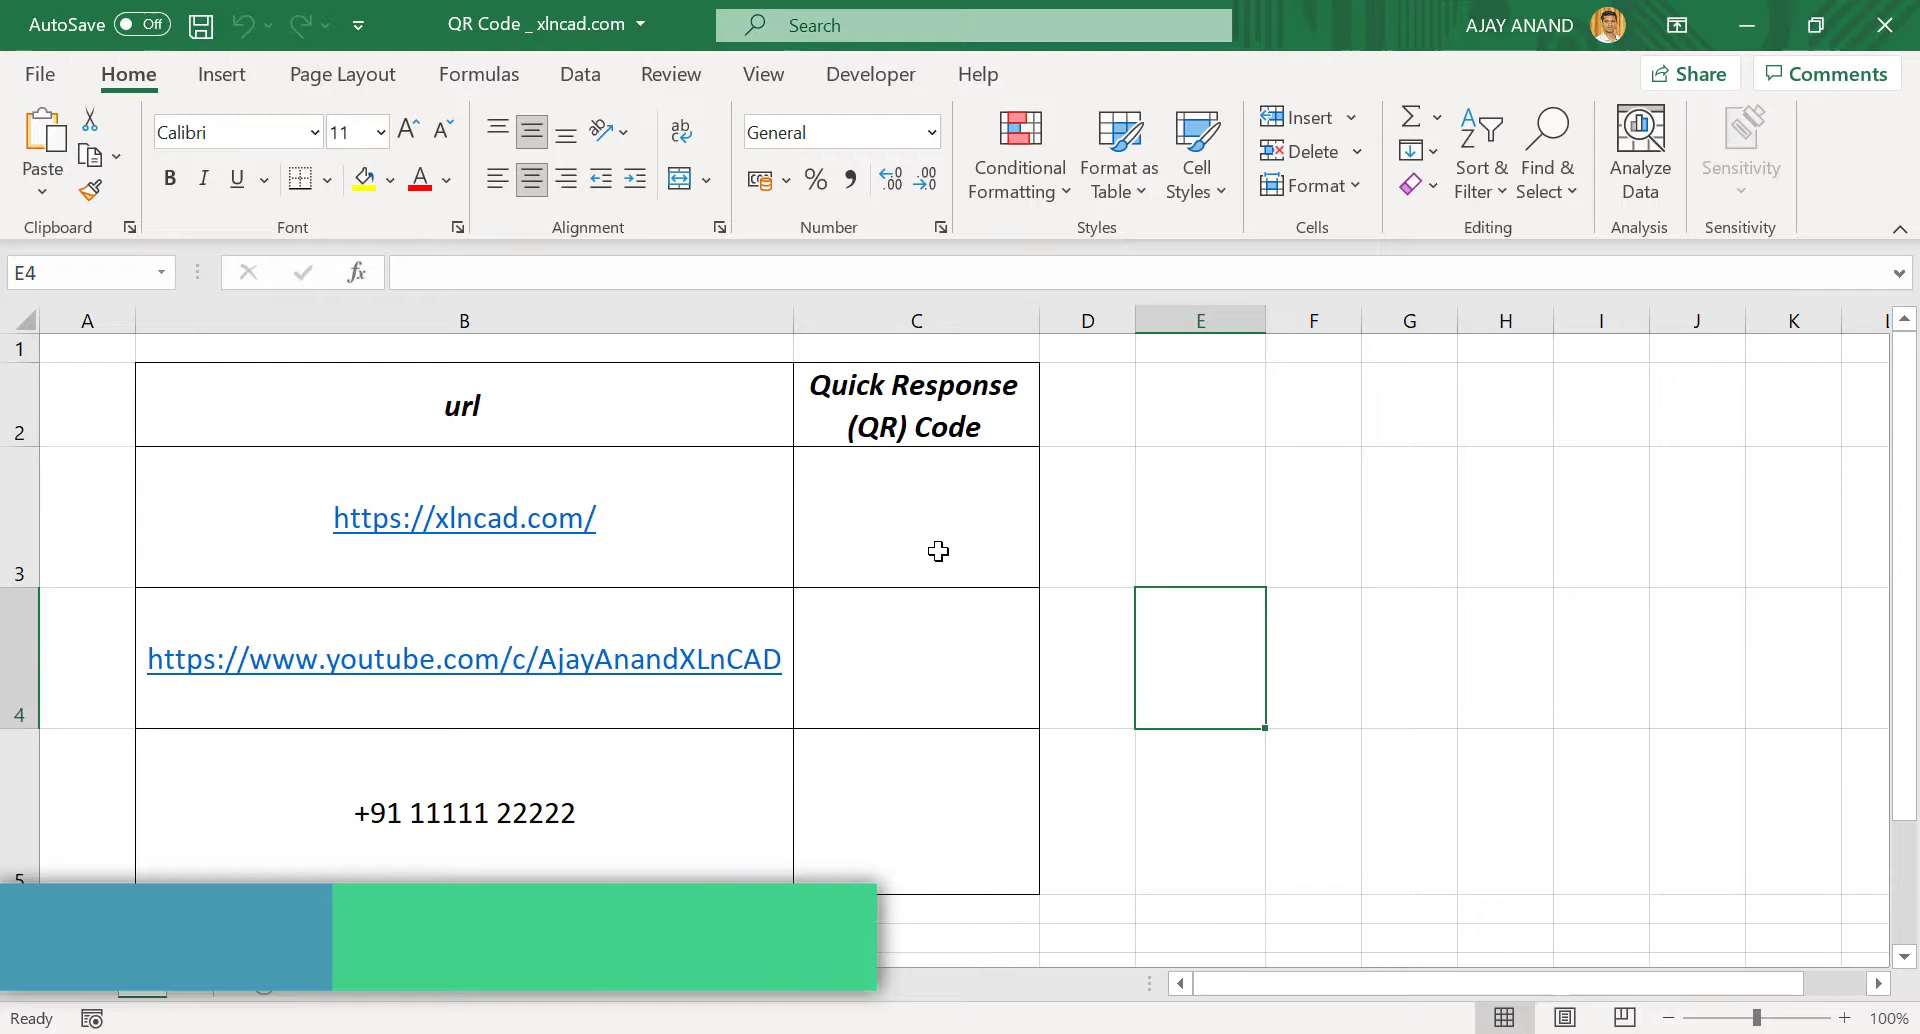 AutoSave Off QR Code _ xlncad.com Search AJAY ANAND
File Home Insert Page Layout Formulas Data Review View Developer Help Share Comments
Paste
Calibri 11
B I U A
ab
General
% 
Conditional Formatting
Format as Table
Cell Styles
Insert
Delete
Format
Sort & Filter
Find & Select
Analyze Data
Sensitivity
Clipboard Font Alignment Number Styles Cells Editing Analysis Sensitivity
E4 fx
A B C D E F G H I J K L
1
2
url
Quick Response
(QR) Code
3
https://xlncad.com/
4
https://www.youtube.com/c/AjayAnandXLnCAD
5
+91 11111 22222
Ready 100%